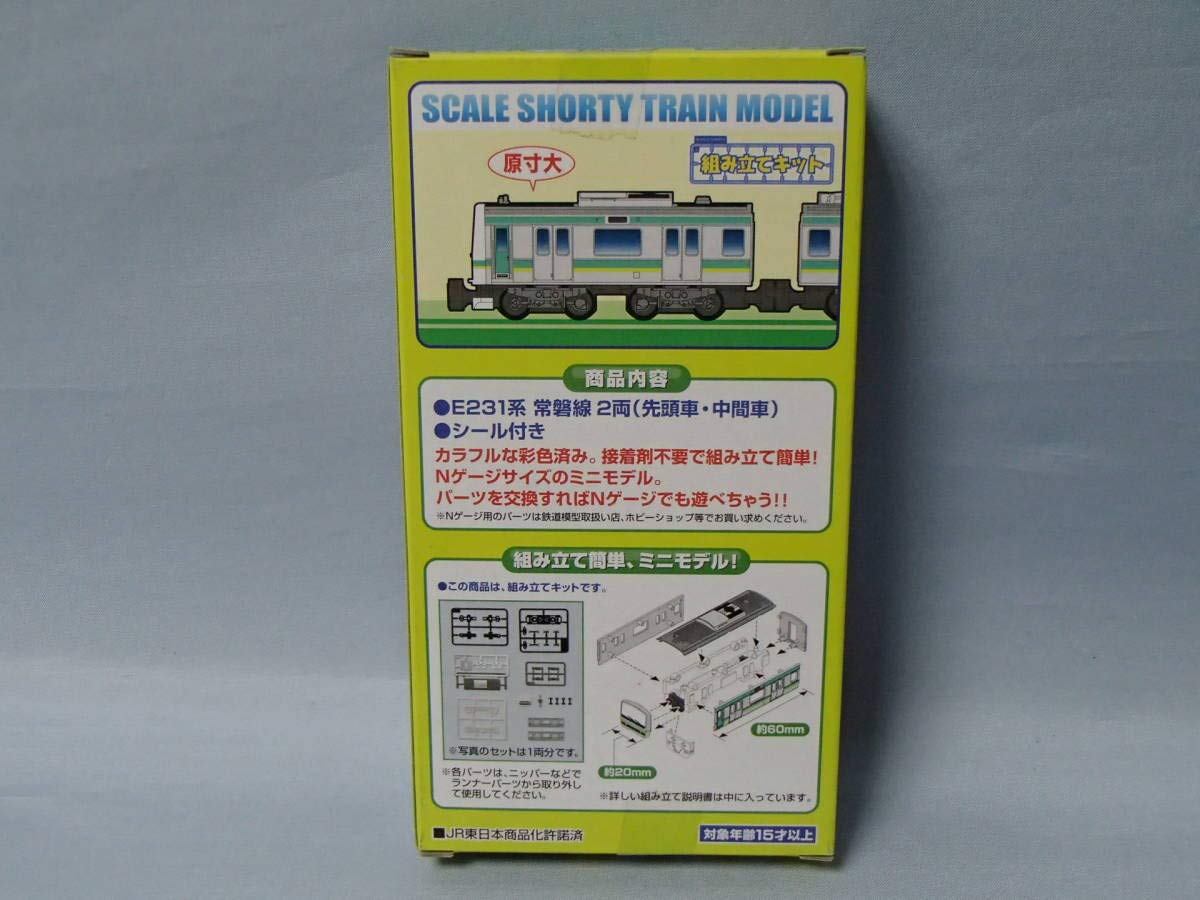 SCALE SHORTY TRAIN MODEL
原寸大
組み立てキット
商品内容
●E231系 常磐線 2両(先頭車・中間車)
●シール付き
カラフルな彩色済み。接着剤不要で組み立て簡単!
Nゲージサイズのミニモデル。
パーツを交換すればNゲージでも遊べちゃう!!
※Nゲージ用のパーツは鉄道模型取扱い店、ホビーショップ等でお買い求めください。
組み立て簡単、ミニモデル!
●この商品は、組み立てキットです。
※写真のセットは1両分です。
※各パーツは、ニッパーなどで
ランナーパーツから取り外し
て使用してください。
約60mm
約20mm
※詳しい組み立て説明書は中に入っています。
■JR東日本商品化許諾済
対象年齢15才以上